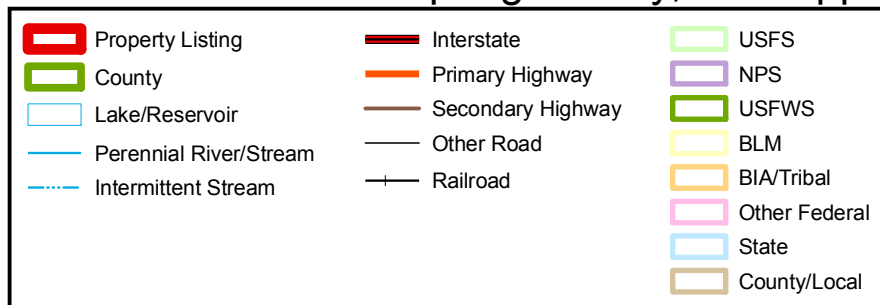 Property Listing
County
Lake/Reservoir
Perennial River/Stream
Intermittent Stream
Interstate
Primary Highway
Secondary Highway
Other Road
Railroad
USFS
NPS
USFWS
BLM
BIA/Tribal
Other Federal
State
County/Local